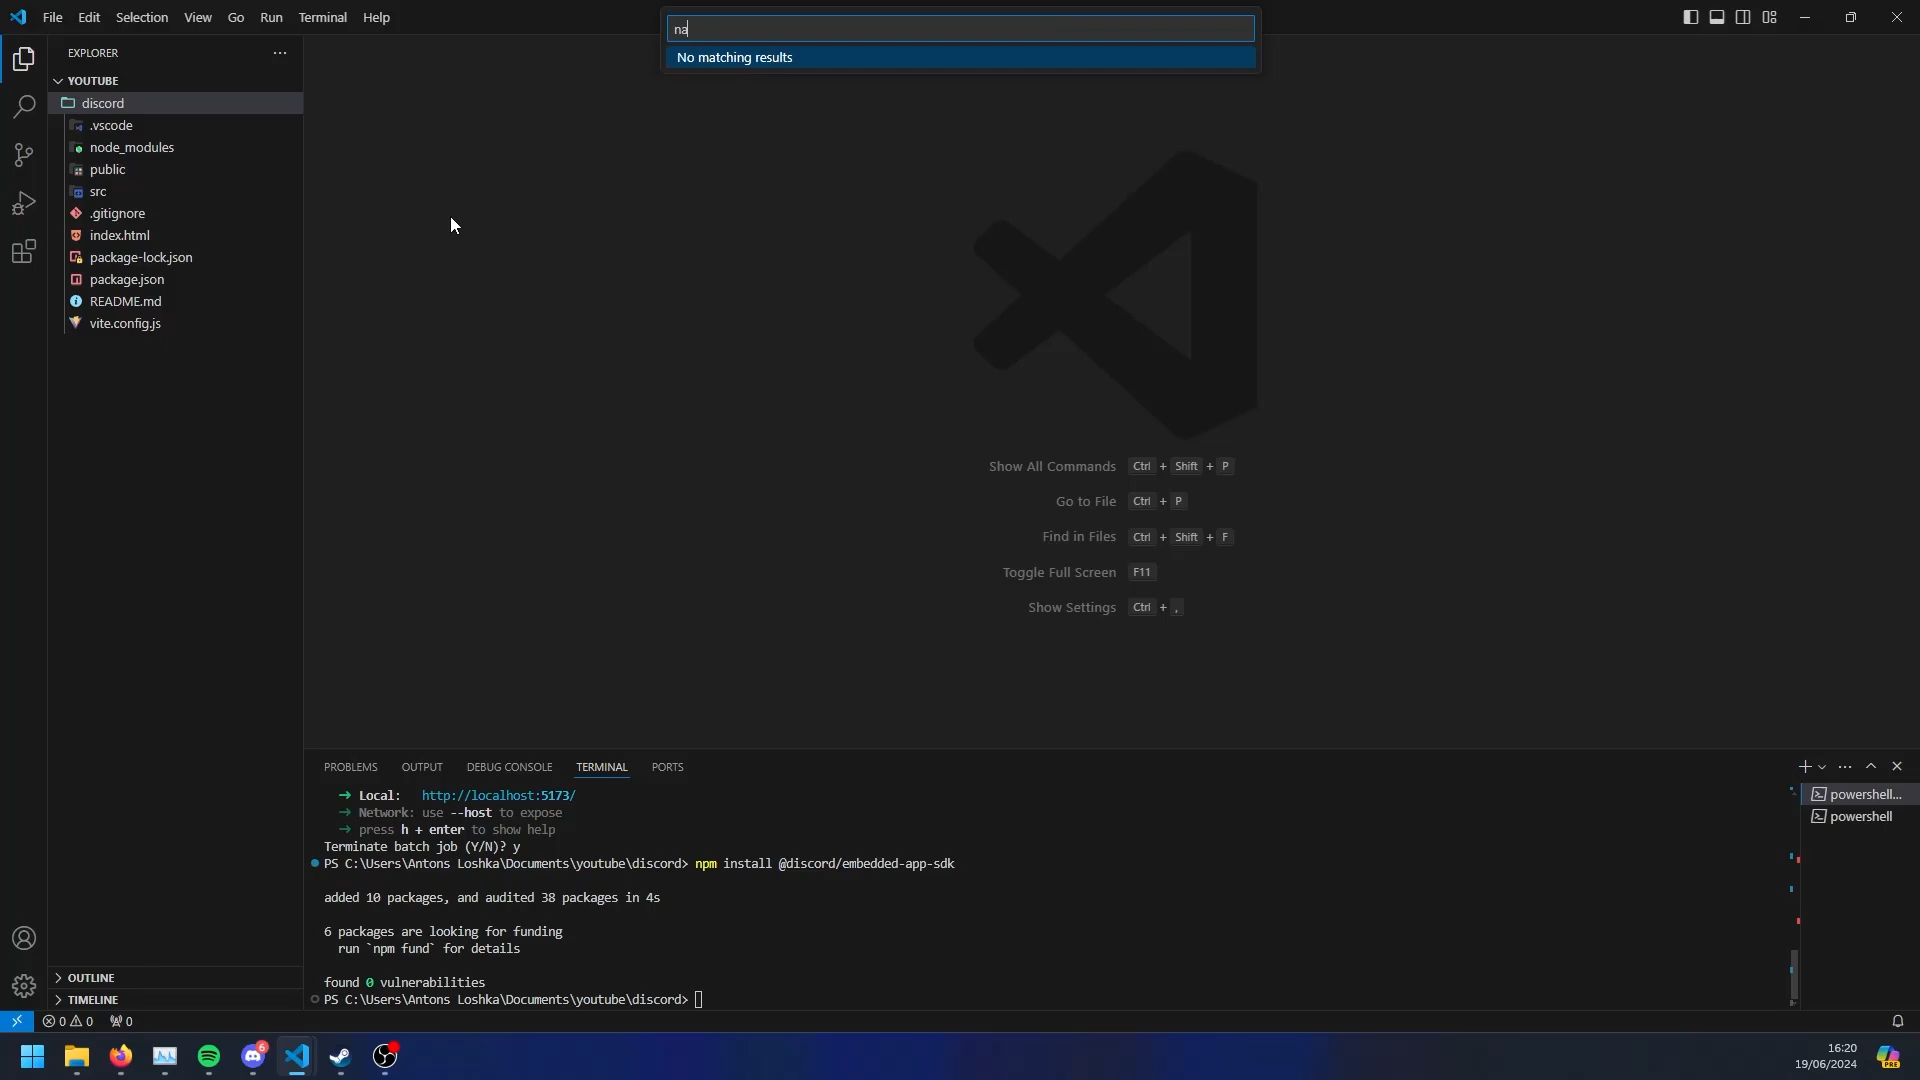 File Edit Selection View Go Run Terminal Help
na
No matching results
EXPLORER
YOUTUBE
discord
.vscode
node_modules
public
src
.gitignore
index.html
package-lock.json
package.json
README.md
vite.config.js
Show All Commands Ctrl + Shift + P
Go to File Ctrl + P
Find in Files Ctrl + Shift + F
Toggle Full Screen F11
Show Settings Ctrl + ,
PROBLEMS OUTPUT DEBUG CONSOLE TERMINAL PORTS
→ Local: http://localhost:5173/
→ Network: use --host to expose
→ press h + enter to show help
Terminate batch job (Y/N)? y
PS C:\Users\Antons Loshka\Documents\youtube\discord> npm install @discord/embedded-app-sdk
added 10 packages, and audited 38 packages in 4s
6 packages are looking for funding
run `npm fund` for details
found 0 vulnerabilities
PS C:\Users\Antons Loshka\Documents\youtube\discord>
powershell...
powershell
OUTLINE
TIMELINE
0 0 0
6
16:20
19/06/2024
PRE